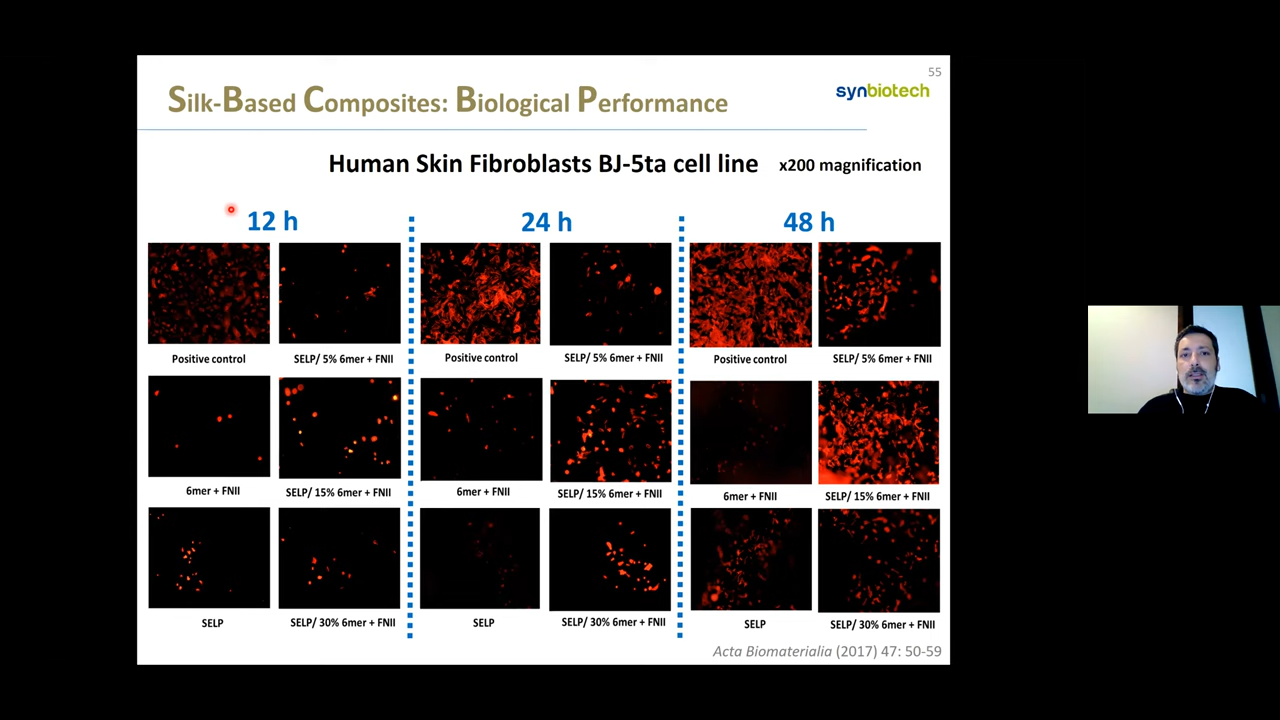 55
Silk-Based Composites: Biological Performance
synbiotech
Human Skin Fibroblasts BJ-5ta cell line x200 magnification
12 h
24 h
48 h
Positive control
SELP/ 5% 6mer + FNII
Positive control
SELP/ 5% 6mer + FNII
Positive control
SELP/ 5% 6mer + FNII
6mer + FNII
SELP/ 15% 6mer + FNII
6mer + FNII
SELP/ 15% 6mer + FNII
6mer + FNII
SELP/ 15% 6mer + FNII
SELP
SELP/ 30% 6mer + FNII
SELP
SELP/ 30% 6mer + FNII
SELP
SELP/ 30% 6mer + FNII
Acta Biomaterialia (2017) 47: 50-59